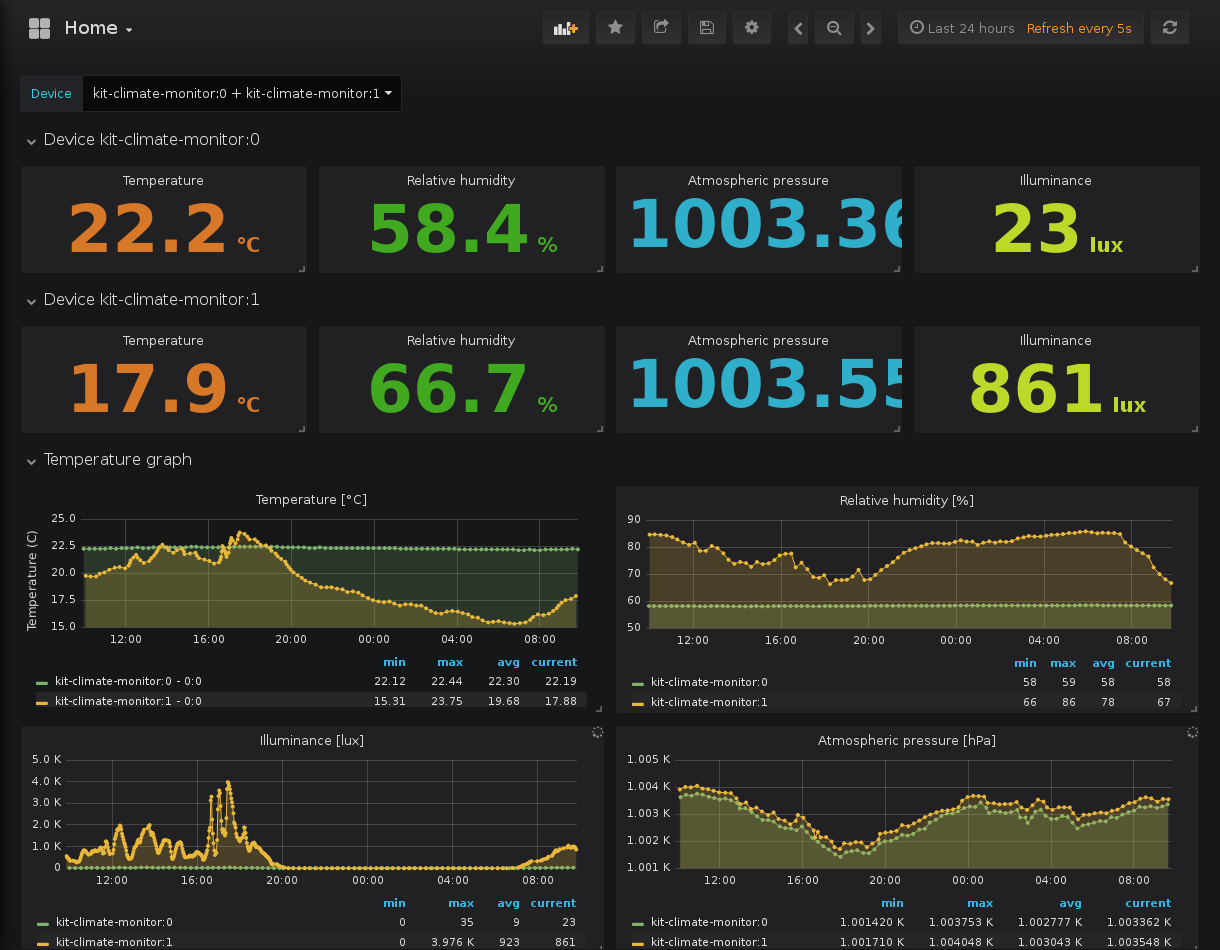 Home
Last 24 hours Refresh every 5s
Device kit-climate-monitor:0 + kit-climate-monitor:1
Device kit-climate-monitor:0
Temperature Relative humidity Atmospheric pressure Illuminance
22.2 °C 58.4 % 1003.36 23 lux
Device kit-climate-monitor:1
Temperature Relative humidity Atmospheric pressure Illuminance
17.9 °C 66.7 % 1003.55 861 lux
Temperature graph
Temperature [°C]
Temperature (C)
25.0
22.5
20.0
17.5
15.0
12:00 16:00 20:00 00:00 04:00 08:00
min max avg current
kit-climate-monitor:0 - 0:0 22.12 22.44 22.30 22.19
kit-climate-monitor:1 - 0:0 15.31 23.75 19.68 17.88
Relative humidity [%]
90
80
70
60
50
12:00 16:00 20:00 00:00 04:00 08:00
min max avg current
kit-climate-monitor:0 58 59 58 58
kit-climate-monitor:1 66 86 78 67
Illuminance [lux]
5.0 K
4.0 K
3.0 K
2.0 K
1.0 K
0
12:00 16:00 20:00 00:00 04:00 08:00
min max avg current
kit-climate-monitor:0 0 35 9 23
kit-climate-monitor:1 0 3.976 K 923 861
Atmospheric pressure [hPa]
1.005 K
1.004 K
1.003 K
1.002 K
1.001 K
12:00 16:00 20:00 00:00 04:00 08:00
min max avg current
kit-climate-monitor:0 1.001420 K 1.003753 K 1.002777 K 1.003362 K
kit-climate-monitor:1 1.001710 K 1.004048 K 1.003043 K 1.003548 K